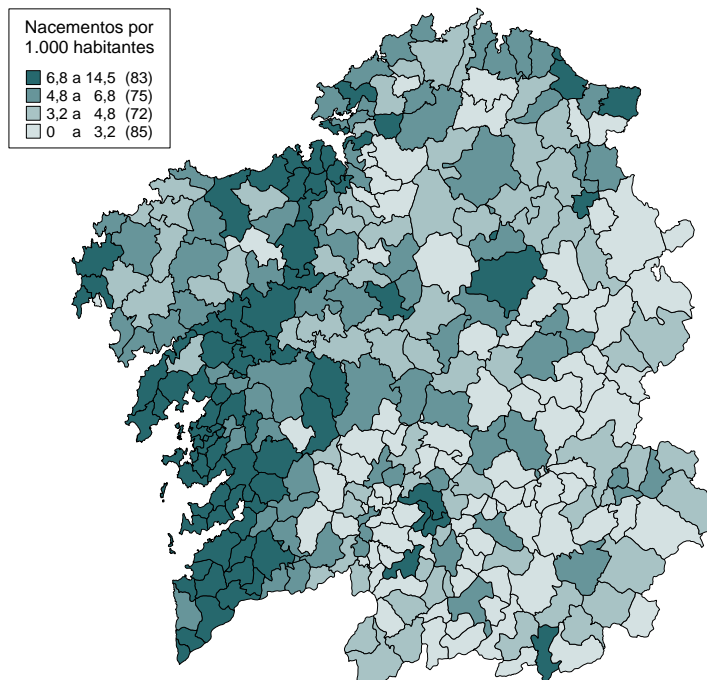 Nacementos por
1.000 habitantes
6,8 a 14,5 (83)
4,8 a 6,8 (75)
3,2 a 4,8 (72)
0 a 3,2 (85)